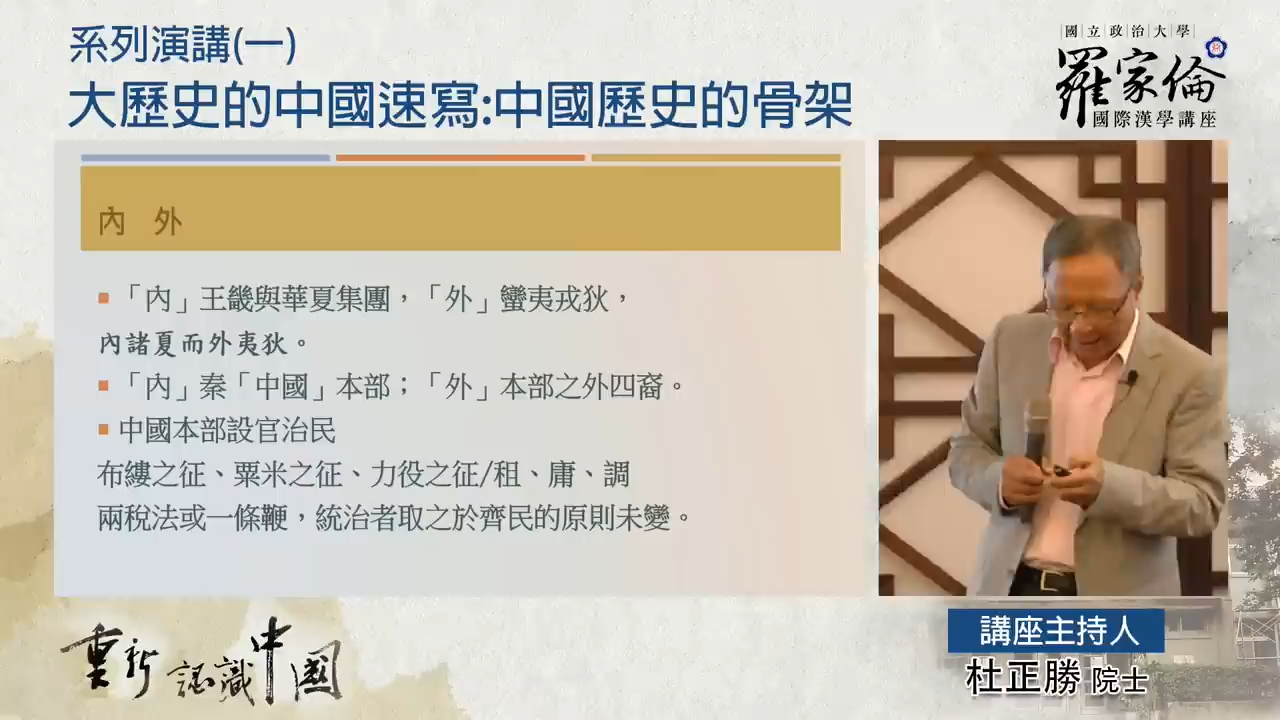 系列演講(一)
大歷史的中國速寫:中國歷史的骨架
國立政治大學
羅家倫
國際漢學講座
內 外
「內」王畿與華夏集團，「外」蠻夷戎狄，
內諸夏而外夷狄。
「內」秦「中國」本部；「外」本部之外四裔。
中國本部設官治民
布縷之征、粟米之征、力役之征/租、庸、調
兩稅法或一條鞭，統治者取之於齊民的原則未變。
重新認識中國
講座主持人
杜正勝 院士